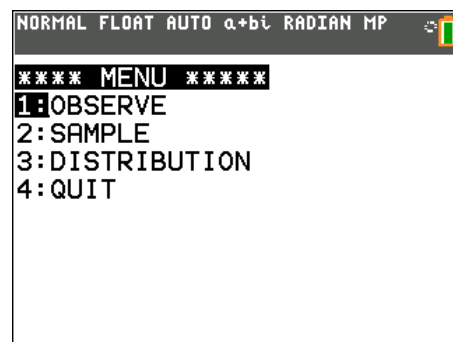 NORMAL FLOAT AUTO a+bi RADIAN MP
**** MENU *****
1:OBSERVE
2:SAMPLE
3:DISTRIBUTION
4:QUIT